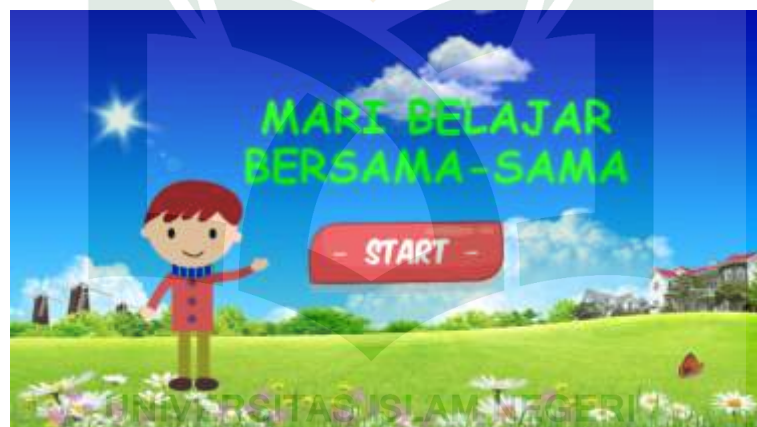 MARI BELAJAR
BERSAMA-SAMA
- START -
UNIVERSITAS ISLAM NEGERI